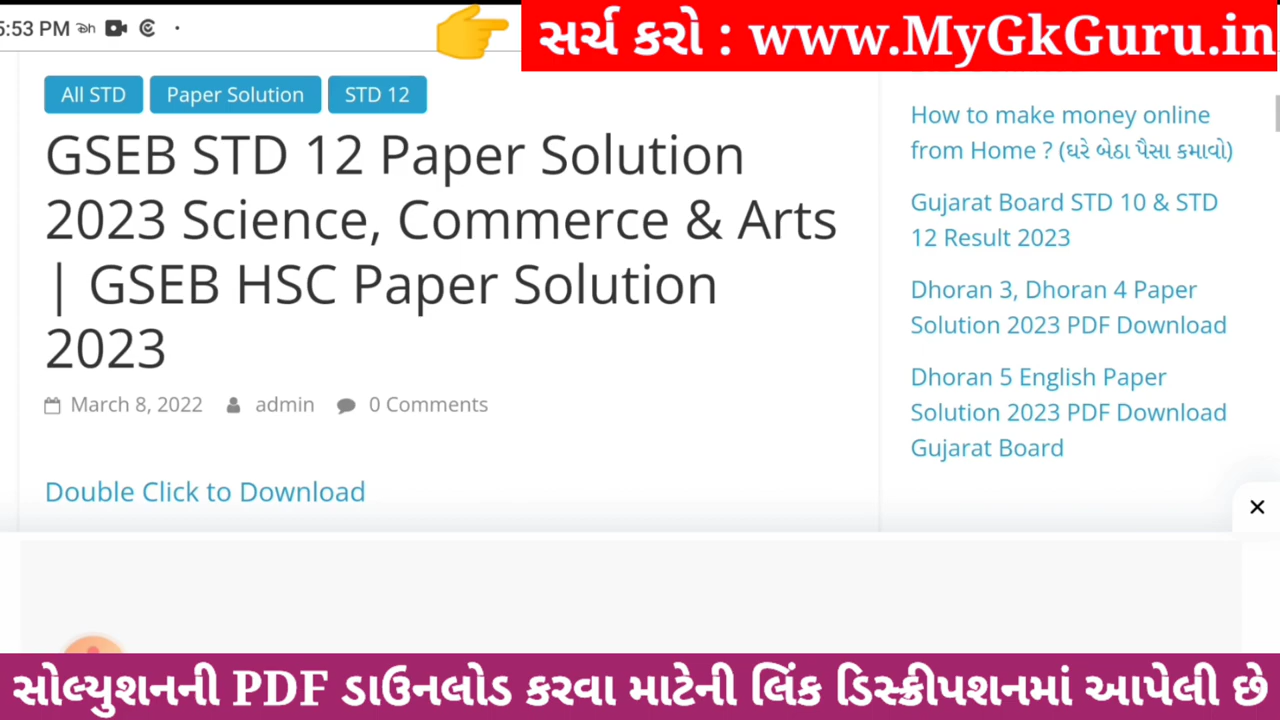 5:53 PM
સર્ચ કરો : www.MyGkGuru.in
All STD
Paper Solution
STD 12
GSEB STD 12 Paper Solution
2023 Science, Commerce & Arts
| GSEB HSC Paper Solution
2023
March 8, 2022
admin
0 Comments
Double Click to Download
How to make money online
from Home ? (ઘરે બેઠા પૈસા કમાવો)
Gujarat Board STD 10 & STD
12 Result 2023
Dhoran 3, Dhoran 4 Paper
Solution 2023 PDF Download
Dhoran 5 English Paper
Solution 2023 PDF Download
Gujarat Board
સોલ્યુશનની PDF ડાઉનલોડ કરવા માટેની લિંક ડિસ્ક્રીપશનમાં આપેલી છે